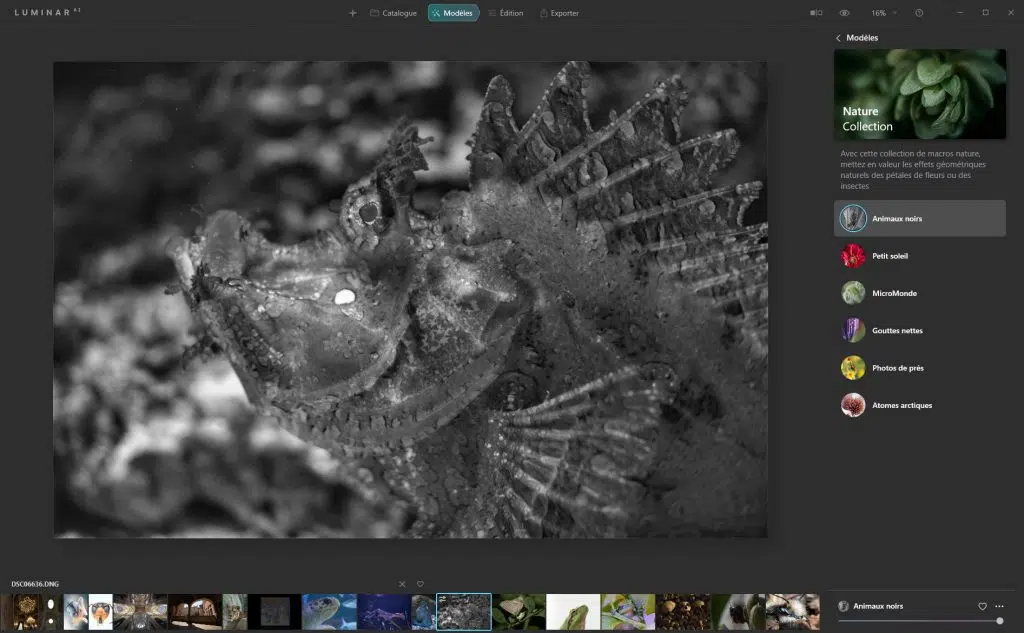 LUMINAR AI
Catalogue
Modèles
Édition
Exporter
16%
Modèles
Nature
Collection
Avec cette collection de macros nature,
mettez en valeur les effets géométriques
naturels des pétales de fleurs ou des
insectes
Animaux noirs
Petit soleil
MicroMonde
Gouttes nettes
Photos de prés
Atomes arctiques
DSC06636.DNG
Animaux noirs